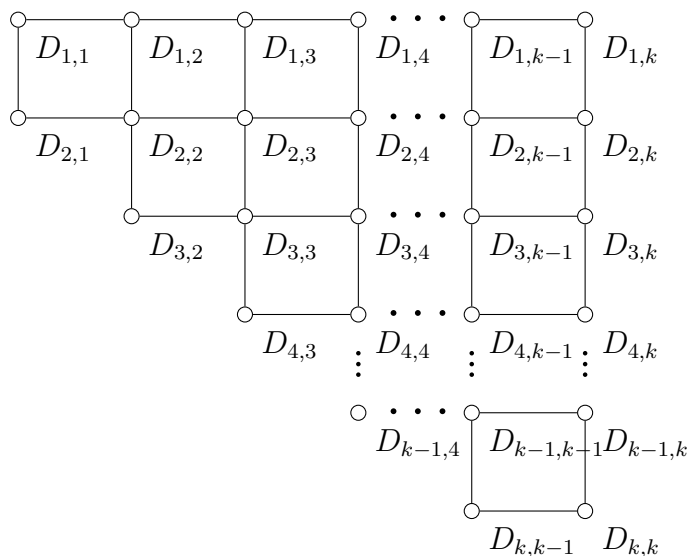 D_{1,1} D_{1,2} D_{1,3} D_{1,4} D_{1,k−1} D_{1,k}
D_{2,1} D_{2,2} D_{2,3} D_{2,4} D_{2,k−1} D_{2,k}
D_{3,2} D_{3,3} D_{3,4} D_{3,k−1} D_{3,k}
D_{4,3} D_{4,4} D_{4,k−1} D_{4,k}
D_{k−1,4} D_{k−1,k−1} D_{k−1,k}
D_{k,k−1} D_{k,k}